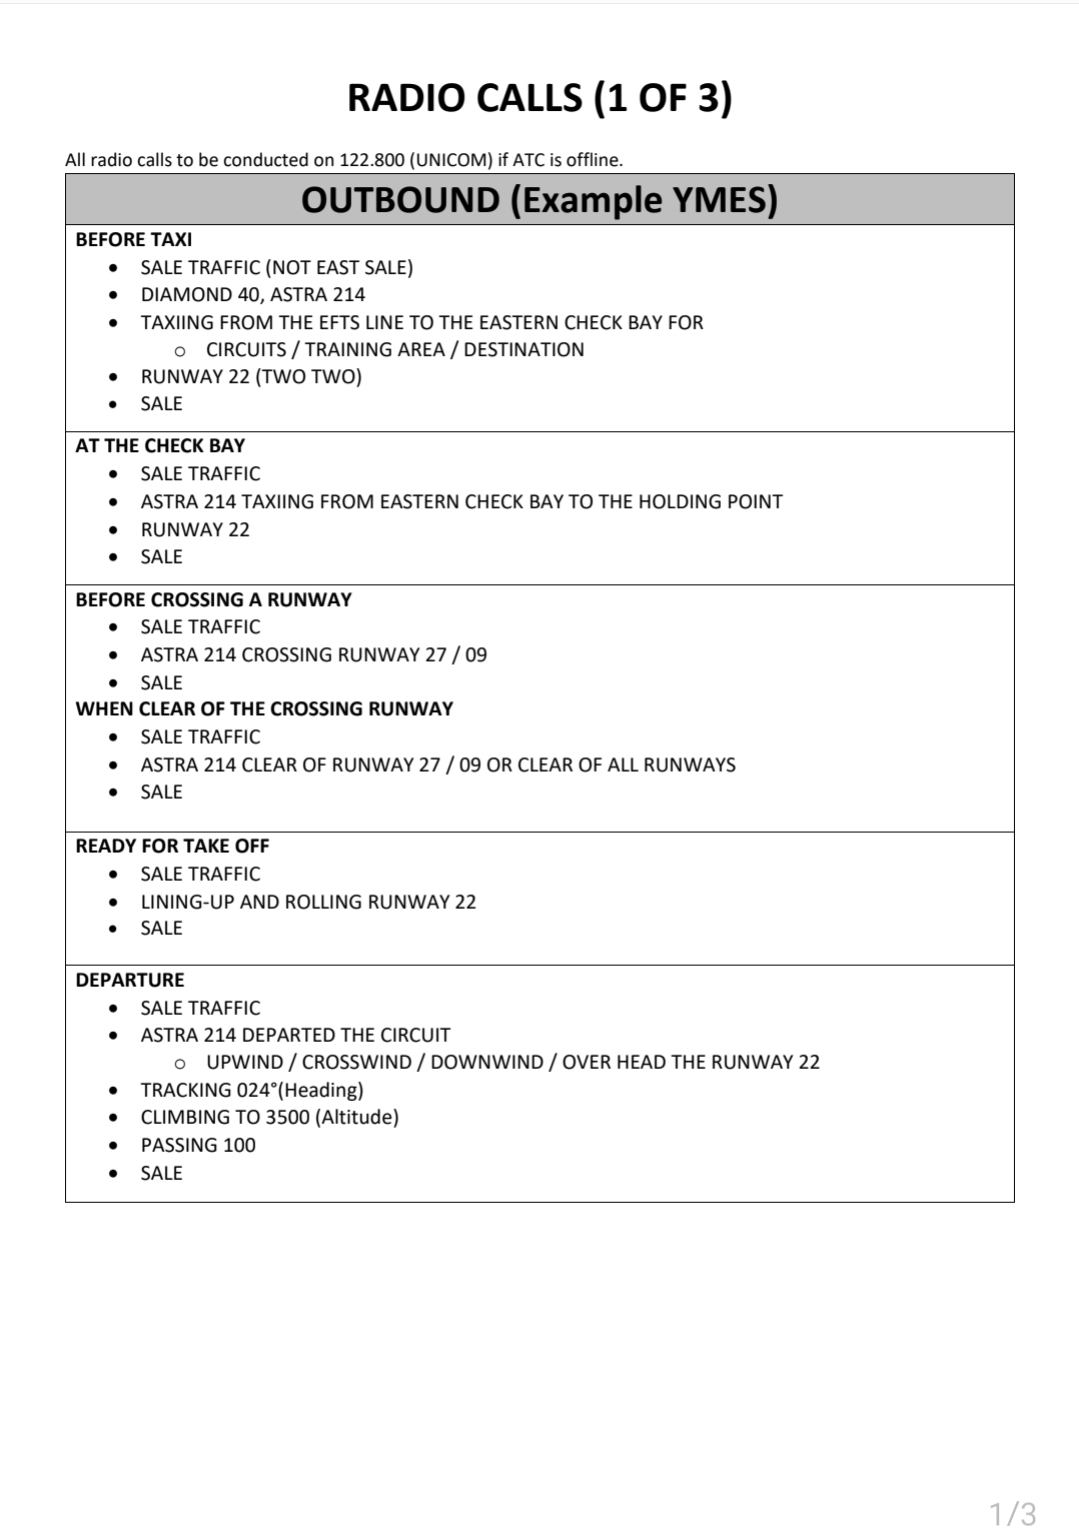 RADIO CALLS (1 OF 3)
All radio calls to be conducted on 122.800 (UNICOM) if ATC is offline.
OUTBOUND (Example YMES)
BEFORE TAXI
• SALE TRAFFIC (NOT EAST SALE)
• DIAMOND 40, ASTRA 214
• TAXIING FROM THE EFTS LINE TO THE EASTERN CHECK BAY FOR
o CIRCUITS / TRAINING AREA / DESTINATION
• RUNWAY 22 (TWO TWO)
• SALE
AT THE CHECK BAY
• SALE TRAFFIC
• ASTRA 214 TAXIING FROM EASTERN CHECK BAY TO THE HOLDING POINT
• RUNWAY 22
• SALE
BEFORE CROSSING A RUNWAY
• SALE TRAFFIC
• ASTRA 214 CROSSING RUNWAY 27 / 09
• SALE
WHEN CLEAR OF THE CROSSING RUNWAY
• SALE TRAFFIC
• ASTRA 214 CLEAR OF RUNWAY 27 / 09 OR CLEAR OF ALL RUNWAYS
• SALE
READY FOR TAKE OFF
• SALE TRAFFIC
• LINING-UP AND ROLLING RUNWAY 22
• SALE
DEPARTURE
• SALE TRAFFIC
• ASTRA 214 DEPARTED THE CIRCUIT
o UPWIND / CROSSWIND / DOWNWIND / OVER HEAD THE RUNWAY 22
• TRACKING 024°(Heading)
• CLIMBING TO 3500 (Altitude)
• PASSING 100
• SALE
1/3